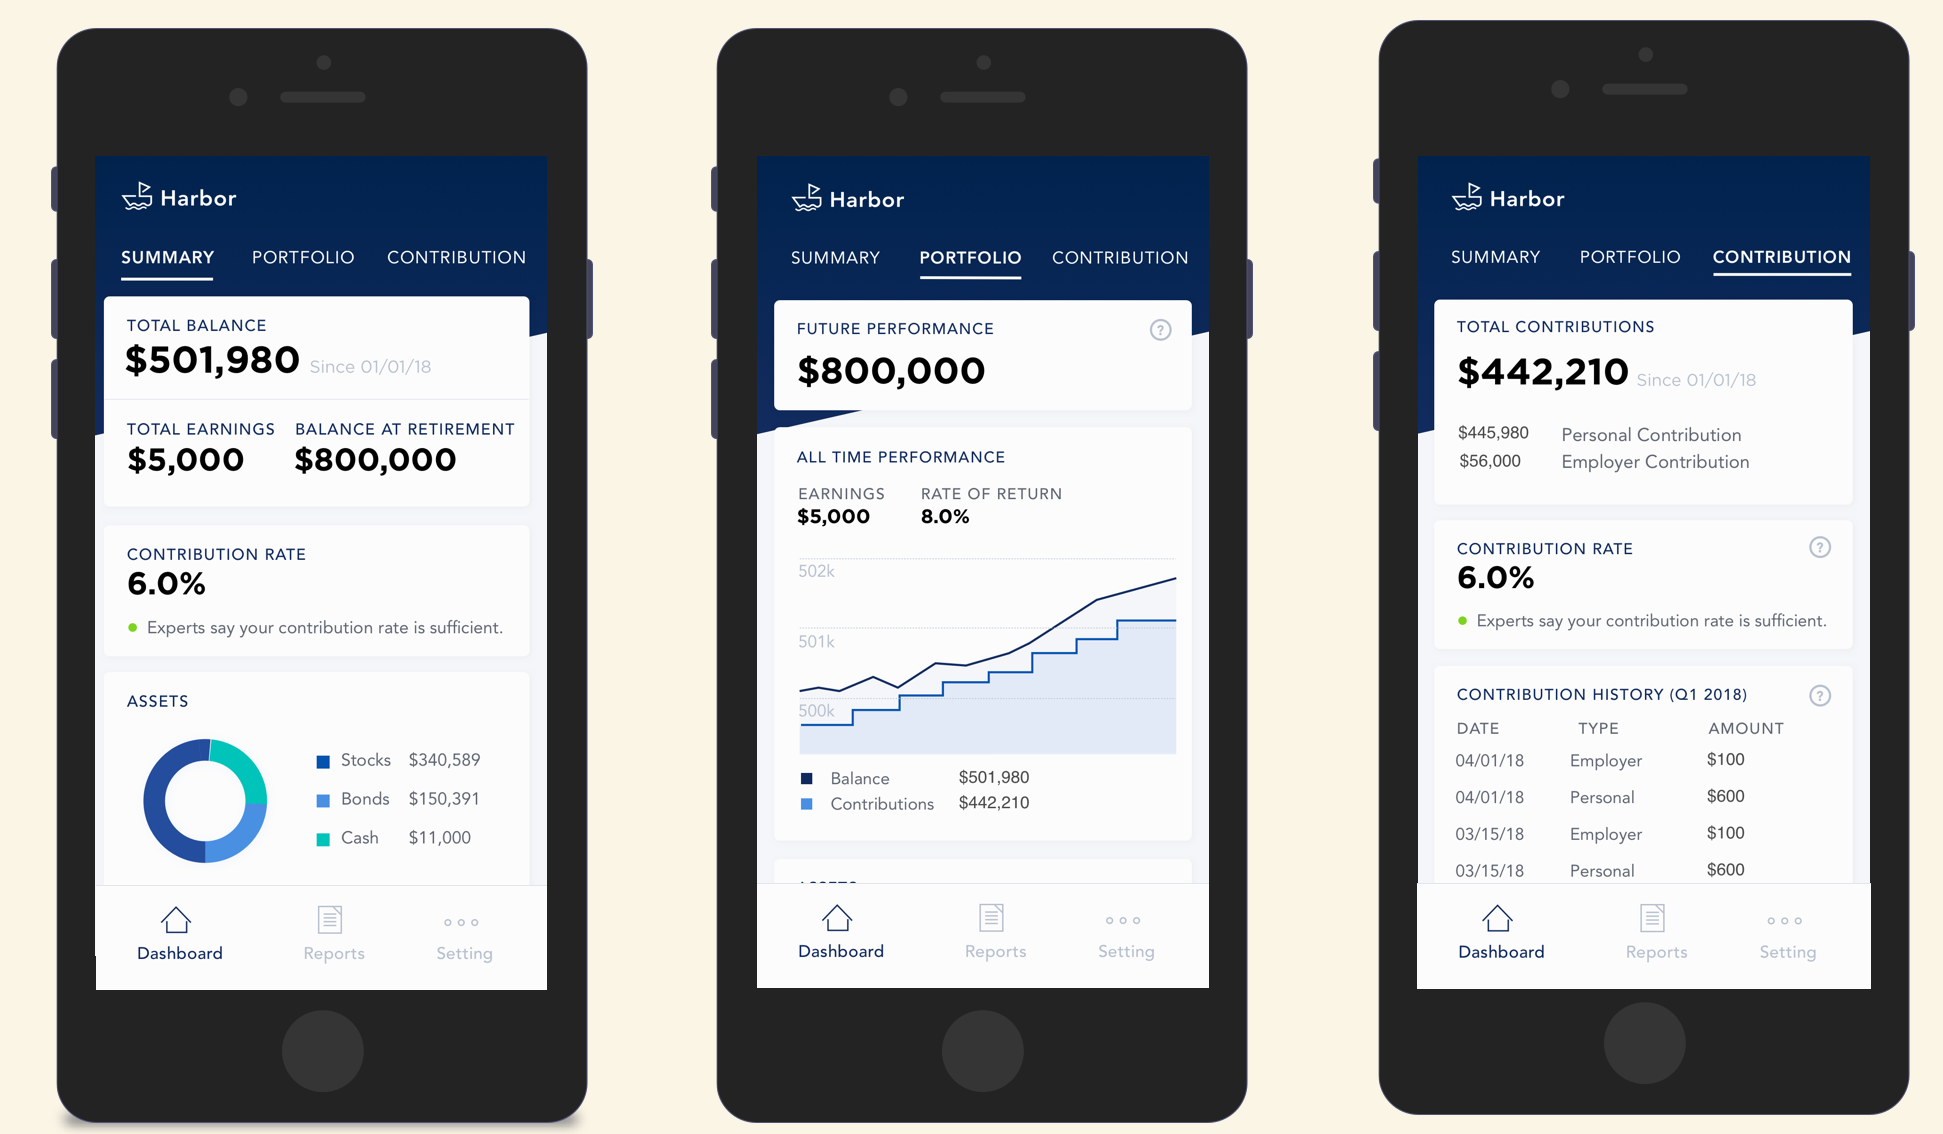 Harbor
SUMMARY PORTFOLIO CONTRIBUTION
TOTAL BALANCE
$501,980 Since 01/01/18
TOTAL EARNINGS BALANCE AT RETIREMENT
$5,000 $800,000
CONTRIBUTION RATE
6.0%
Experts say your contribution rate is sufficient.
ASSETS
Stocks $340,589
Bonds $150,391
Cash $11,000
Dashboard Reports Setting
Harbor
SUMMARY PORTFOLIO CONTRIBUTION
FUTURE PERFORMANCE ?
$800,000
ALL TIME PERFORMANCE
EARNINGS RATE OF RETURN
$5,000 8.0%
502k
501k
500k
Balance $501,980
Contributions $442,210
Dashboard Reports Setting
Harbor
SUMMARY PORTFOLIO CONTRIBUTION
TOTAL CONTRIBUTIONS
$442,210 Since 01/01/18
$445,980 Personal Contribution
$56,000 Employer Contribution
CONTRIBUTION RATE ?
6.0%
Experts say your contribution rate is sufficient.
CONTRIBUTION HISTORY (Q1 2018) ?
DATE TYPE AMOUNT
04/01/18 Employer $100
04/01/18 Personal $600
03/15/18 Employer $100
03/15/18 Personal $600
Dashboard Reports Setting